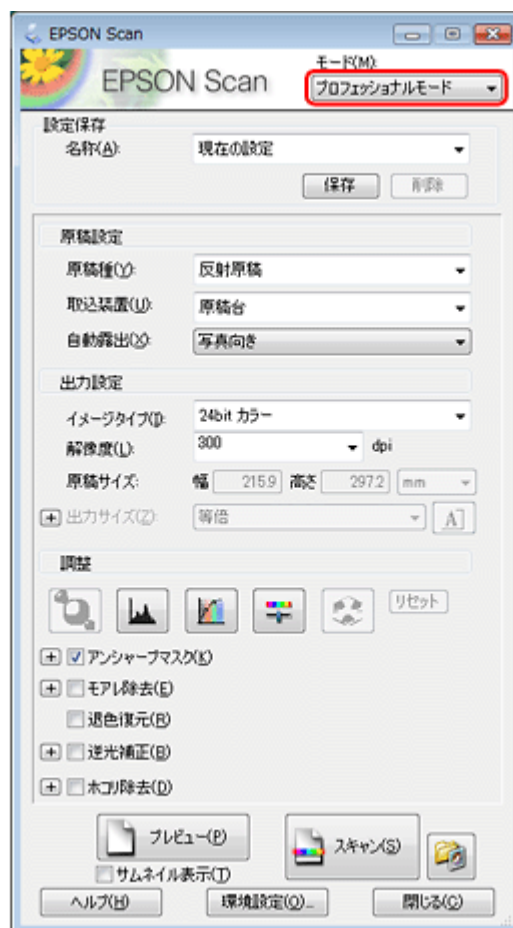 EPSON Scan
EPSON Scan
モード(M):
プロフェッショナルモード
設定保存
名称(A): 現在の設定
保存 削除
原稿設定
原稿種(Y): 反射原稿
取込装置(U): 原稿台
自動露出(X): 写真向き
出力設定
イメージタイプ(I): 24bit カラー
解像度(L): 300 dpi
原稿サイズ: 幅 215.9 高さ 297.2 mm
出力サイズ(Z): 等倍
調整
リセット
アンシャープマスク(K)
モアレ除去(E)
退色復元(R)
逆光補正(B)
ホコリ除去(D)
プレビュー(P) スキャン(S)
サムネイル表示(T)
ヘルプ(H) 環境設定(O)... 閉じる(C)